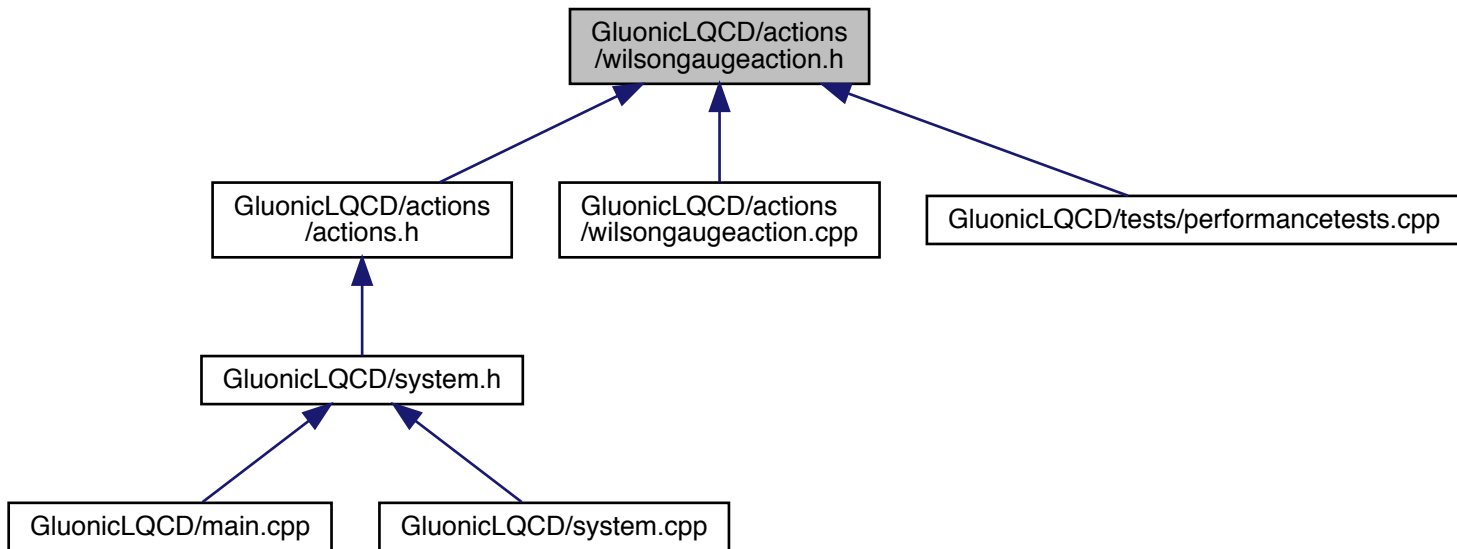 GluonicLQCD/actions
/wilsongaugeaction.h
GluonicLQCD/actions
/actions.h
GluonicLQCD/actions
/wilsongaugeaction.cpp
GluonicLQCD/tests/performancetests.cpp
GluonicLQCD/system.h
GluonicLQCD/main.cpp
GluonicLQCD/system.cpp